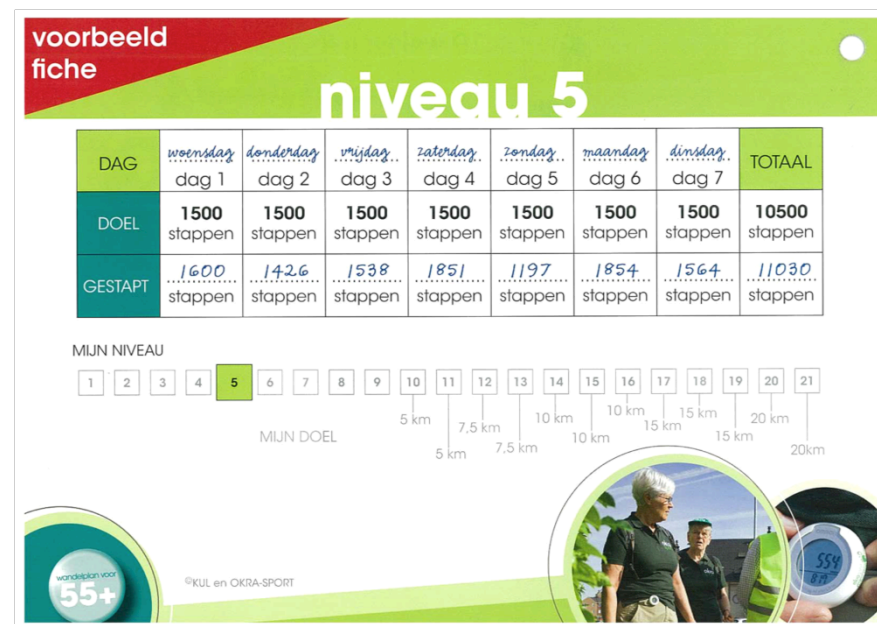 voorbeeld
fiche
niveau 5
DAG woensdag donderdag vrijdag zaterdag zondag maandag dinsdag TOTAAL
dag 1 dag 2 dag 3 dag 4 dag 5 dag 6 dag 7
DOEL 1500 1500 1500 1500 1500 1500 1500 10500
stappen stappen stappen stappen stappen stappen stappen stappen
GESTAPT 1600 1426 1538 1851 1197 1854 1564 11030
stappen stappen stappen stappen stappen stappen stappen stappen
MIJN NIVEAU
1 2 3 4 5 6 7 8 9 10 11 12 13 14 15 16 17 18 19 20 21
5 km 7,5 km 10 km 10 km 15 km 15 km 20 km
MIJN DOEL
5 km 7,5 km 10 km 15 km 20km
wandelplan voor
55+
©KUL en OKRA-SPORT
554